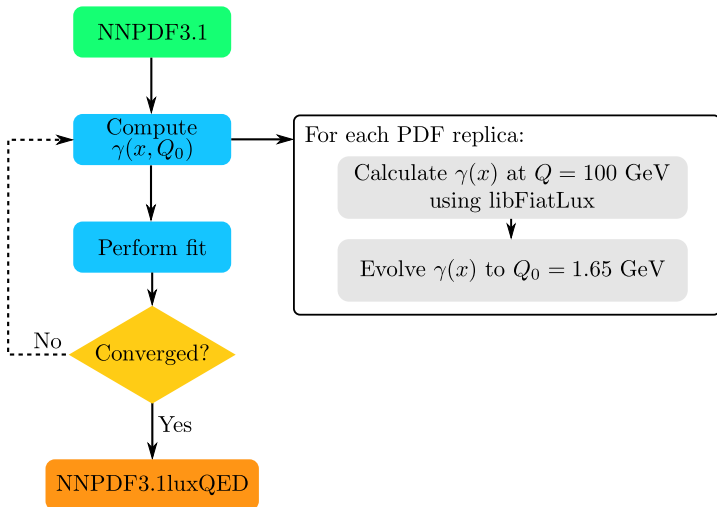 NNPDF3.1
Compute
γ(x, Q₀)
For each PDF replica:
Calculate γ(x) at Q = 100 GeV
using libFiatLux
Evolve γ(x) to Q₀ = 1.65 GeV
Perform fit
Converged?
No
Yes
NNPDF3.1luxQED